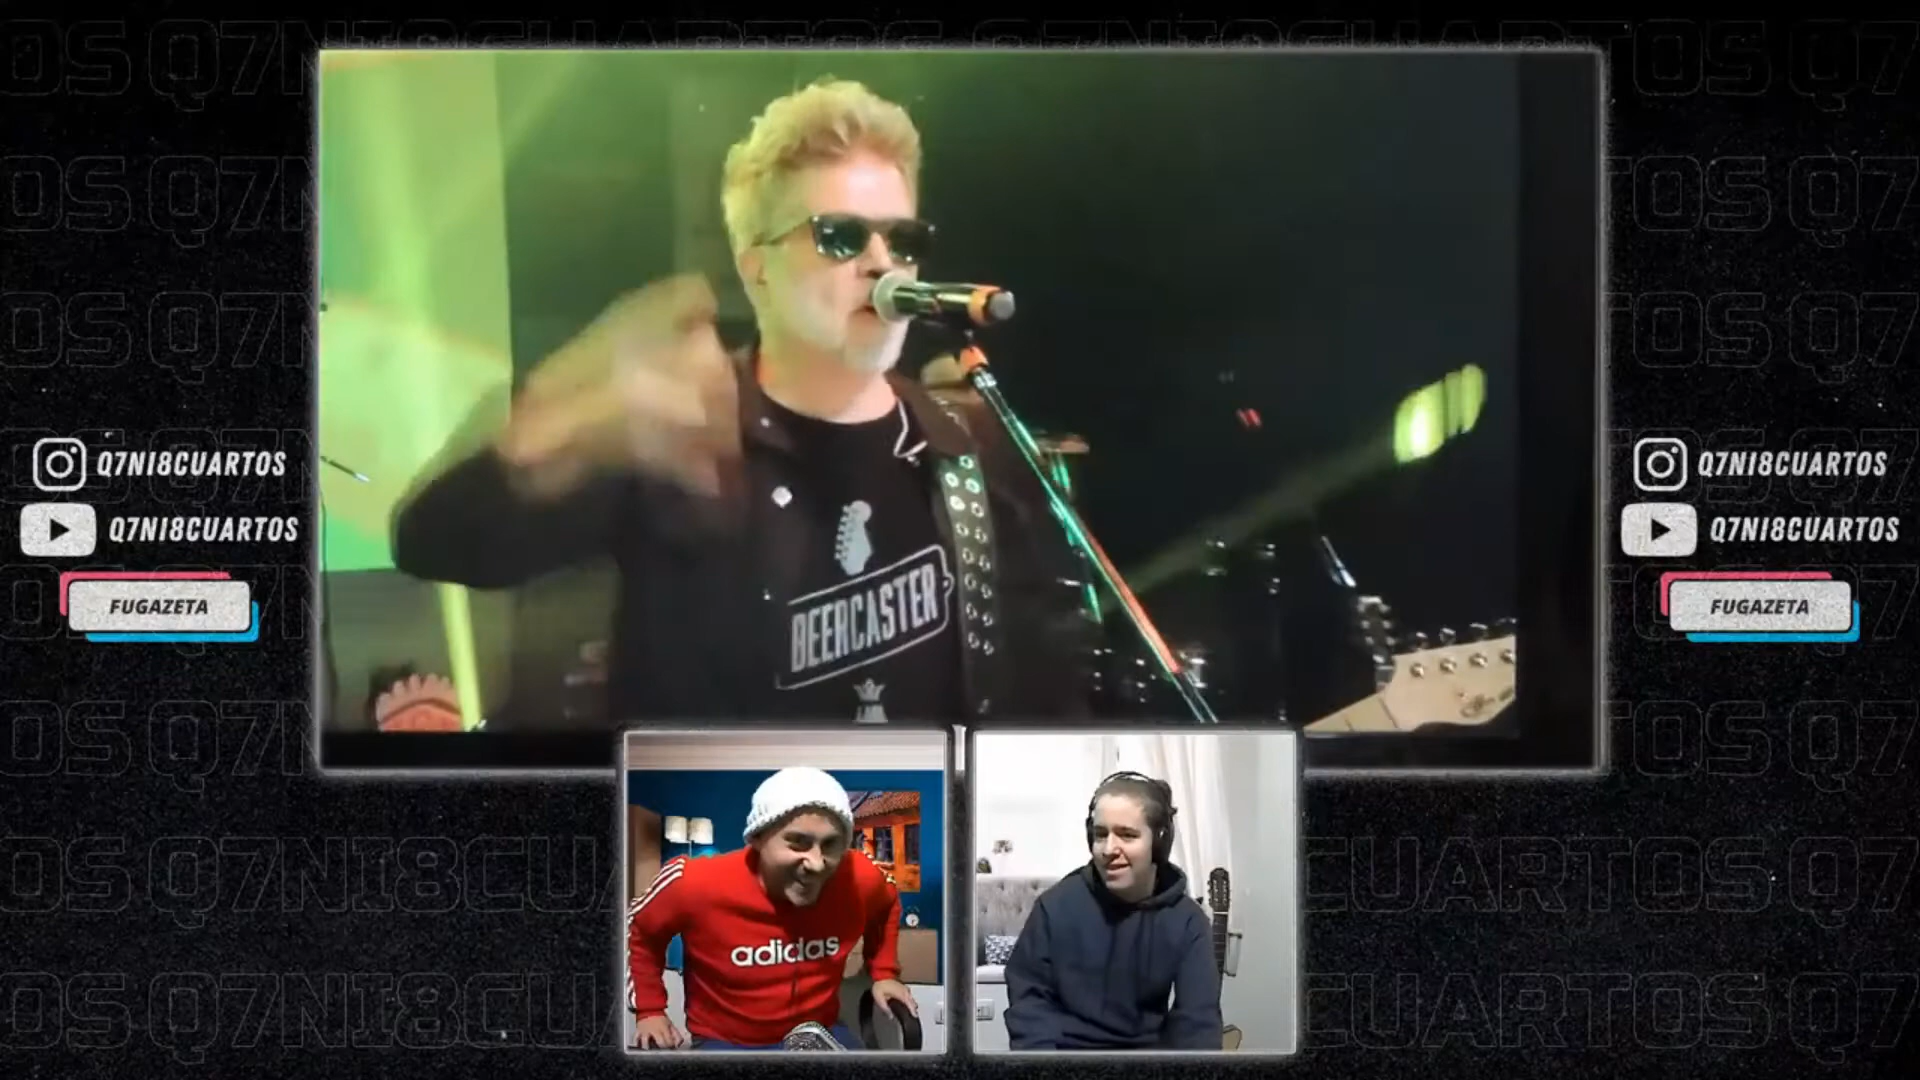 Q7NI8CUARTOS
Q7NI8CUARTOS
FUGAZETA
BEERCASTER
adidas
Q7NI8CUARTOS
Q7NI8CUARTOS
FUGAZETA